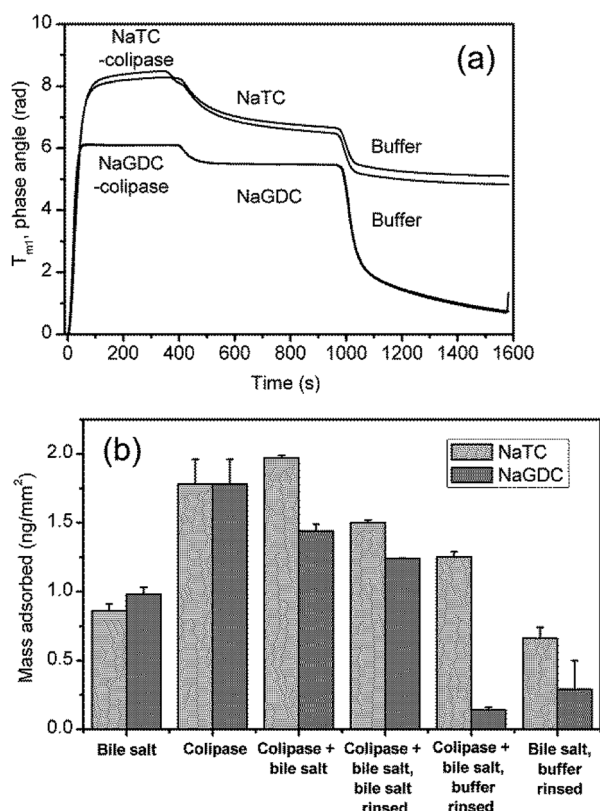 (a)
NaTC
-colipase
NaTC
Buffer
NaGDC
-colipase
NaGDC
Buffer
T_m1, phase angle (rad)
10
8
6
4
2
0
0 200 400 600 800 1000 1200 1400 1600
Time (s)
(b)
NaTC
NaGDC
Mass adsorbed (ng/mm²)
2.0
1.5
1.0
0.5
0.0
Bile salt
Colipase
Colipase +
bile salt
Colipase +
bile salt,
bile salt
rinsed
Colipase +
bile salt,
buffer
rinsed
Bile salt,
buffer
rinsed